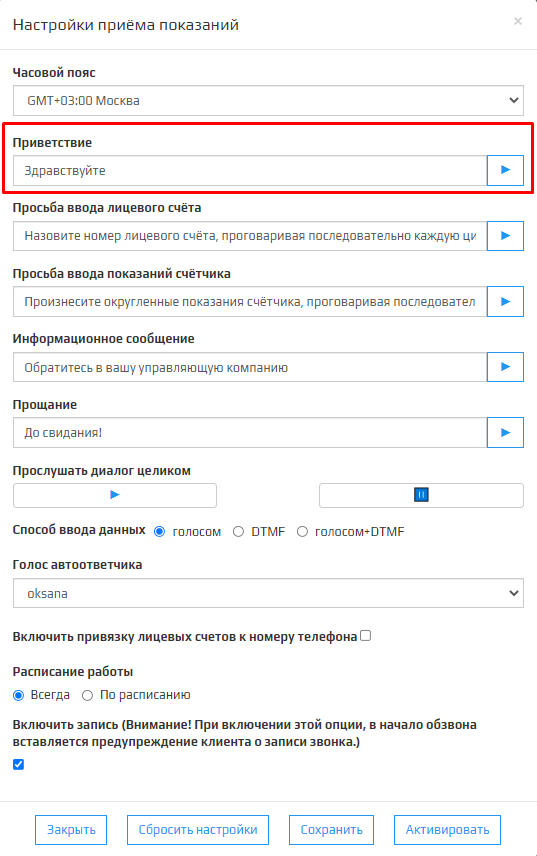 Настройки приёма показаний
×
Часовой пояс
GMT+03:00 Москва
Приветствие
Здравствуйте
Просьба ввода лицевого счёта
Назовите номер лицевого счёта, проговаривая последовательно каждую ци
Просьба ввода показаний счётчика
Произнесите округленные показания счётчика, проговаривая последовател
Информационное сообщение
Обратитесь в вашу управляющую компанию
Прощание
До свидания!
Прослушать диалог целиком
Способ ввода данных голосом DTMF голосом+DTMF
Голос автоответчика
oksana
Включить привязку лицевых счетов к номеру телефона
Расписание работы
Всегда По расписанию
Включить запись (Внимание! При включении этой опции, в начало обзвона
вставляется предупреждение клиента о записи звонка.)
Закрыть Сбросить настройки Сохранить Активировать